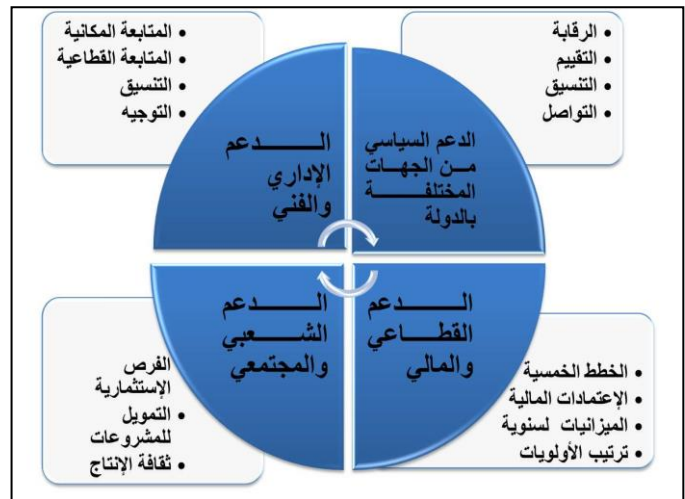 • الرقابة
• التقييم
• التنسيق
• التواصل
الدعم السياسي
من الجهات
المختلفة
بالدولة
• المتابعة المكانية
• المتابعة القطاعية
• التنسيق
• التوجيه
الدعم
الإداري
والفني
الدعم
القطاعي
والمالي
• الخطط الخمسية
• الإعتمادات المالية
• الميزانيات لسنوية
• ترتيب الأولويات
الدعم
الشعبي
والمجتمعي
الفرص
الإستثمارية
• التمويل
للمشروعات
• ثقافة الإنتاج